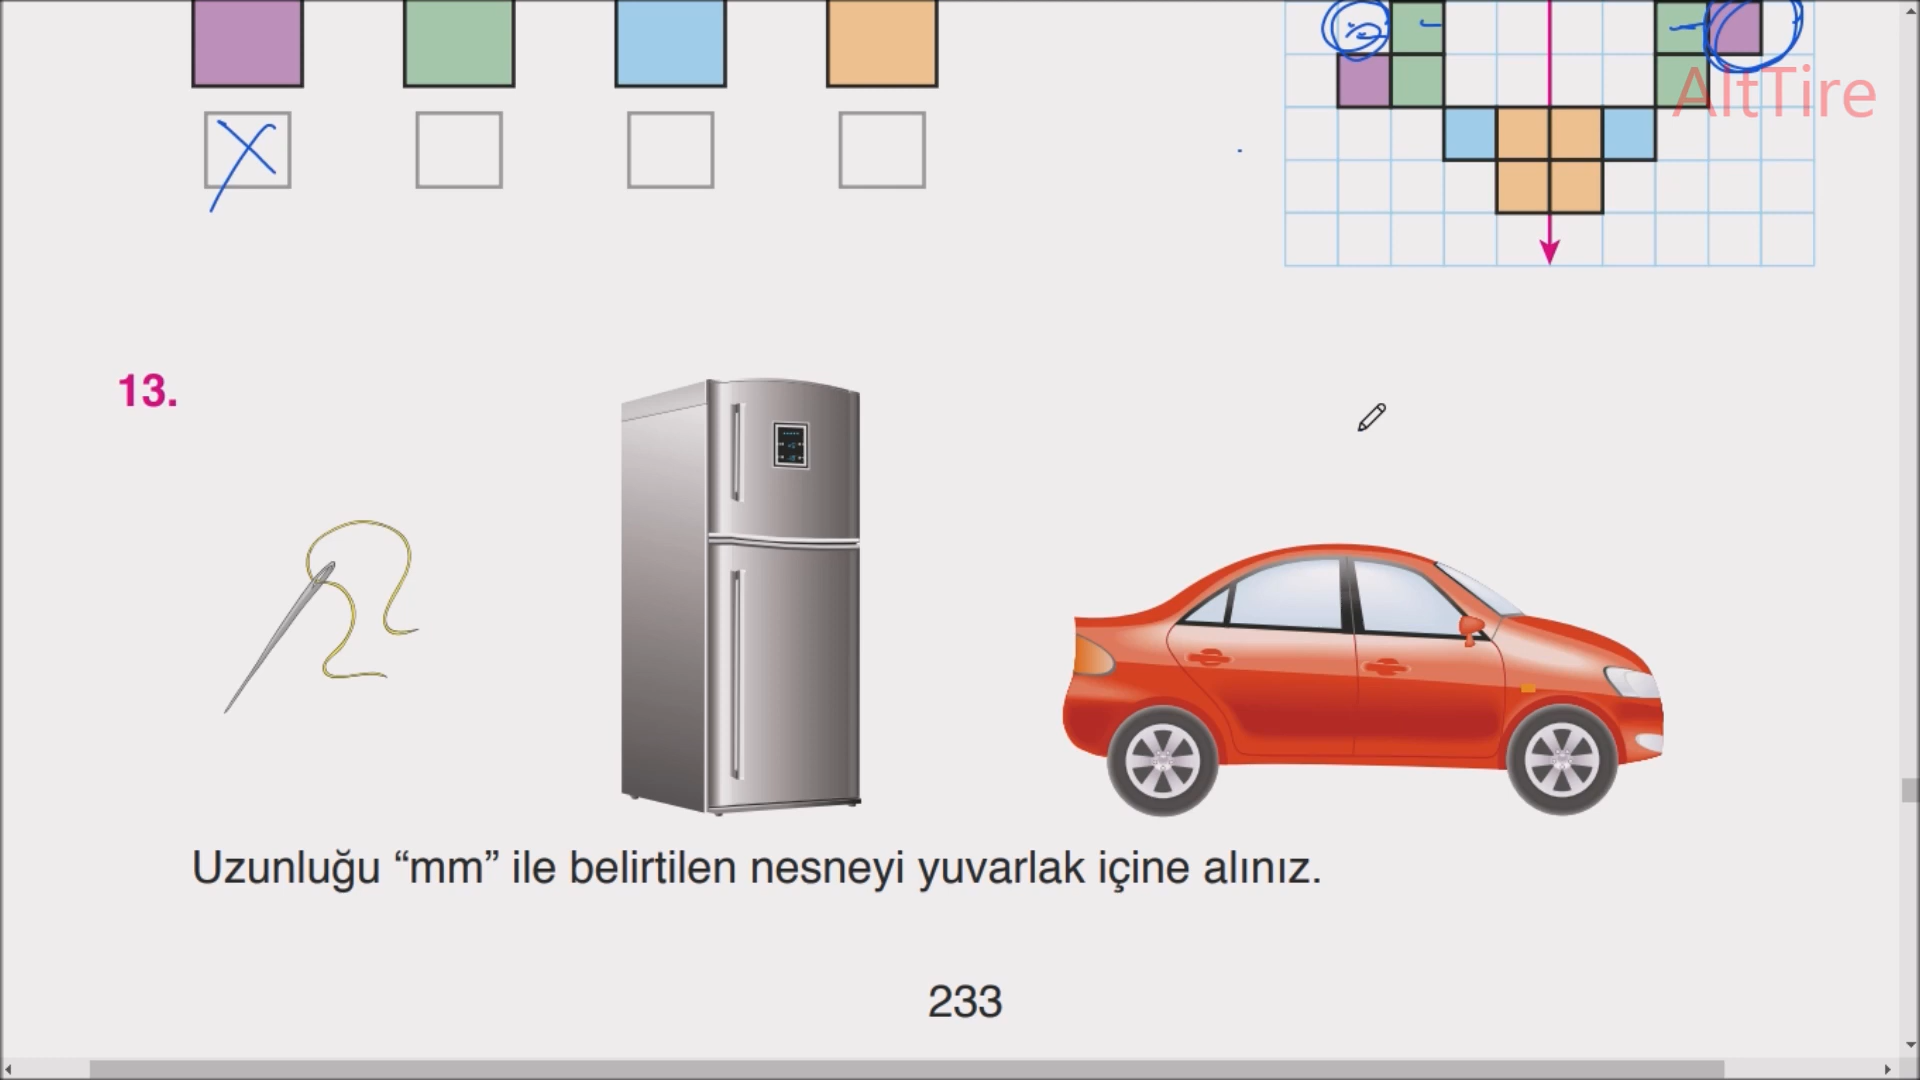 AltTire
13.
Uzunluğu “mm” ile belirtilen nesneyi yuvarlak içine alınız.
233